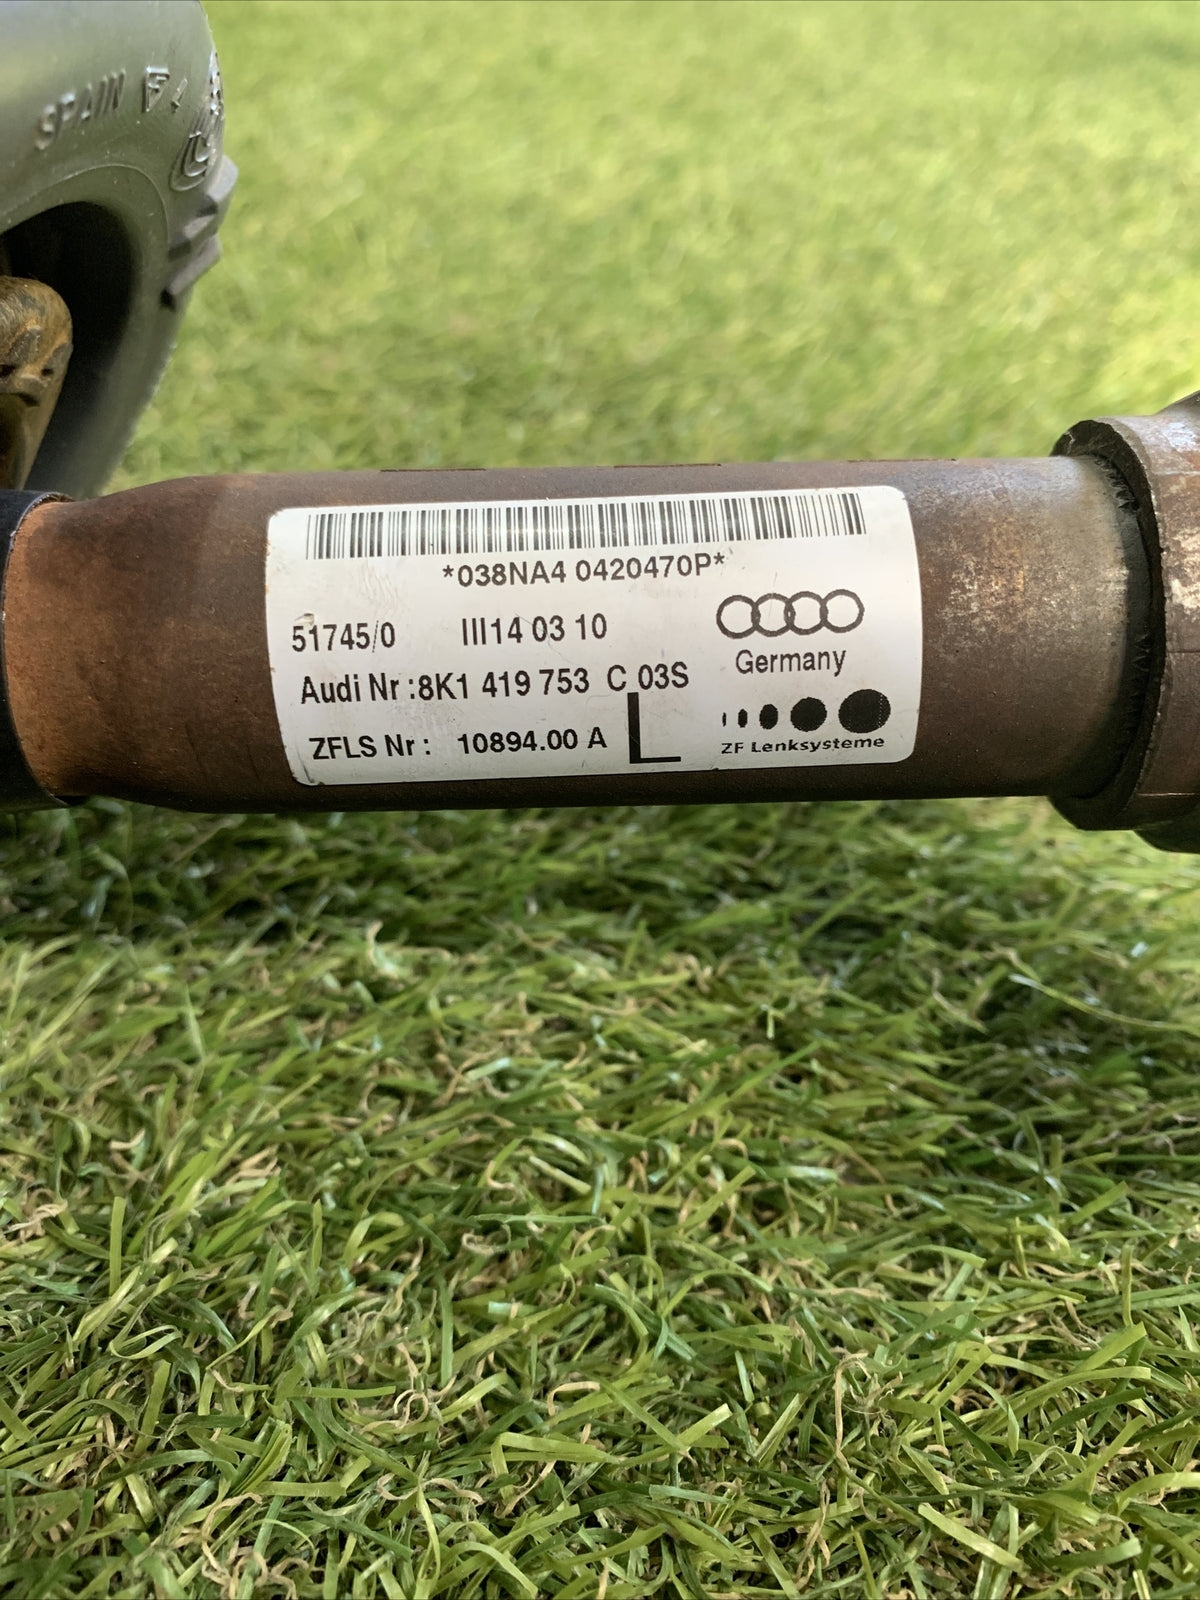 SPAIN
*038NA4 0420470P*
51745/0 III14 03 10
Germany
Audi Nr :8K1 419 753 C 03S
ZFLS Nr : 10894.00 A L
ZF Lenksysteme